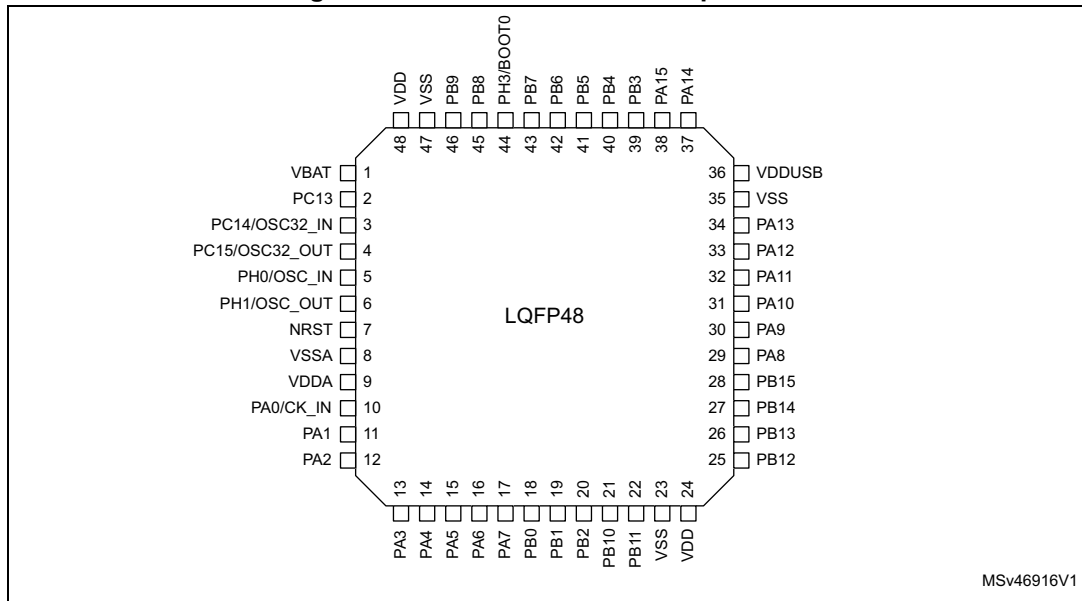 VDD
VSS
PB9
PB8
PH3/BOOT0
PB7
PB6
PB5
PB4
PB3
PA15
PA14
48
47
46
45
44
43
42
41
40
39
38
37
VBAT 1
PC13 2
PC14/OSC32_IN 3
PC15/OSC32_OUT 4
PH0/OSC_IN 5
PH1/OSC_OUT 6
NRST 7
VSSA 8
VDDA 9
PA0/CK_IN 10
PA1 11
PA2 12
LQFP48
36 VDDUSB
35 VSS
34 PA13
33 PA12
32 PA11
31 PA10
30 PA9
29 PA8
28 PB15
27 PB14
26 PB13
25 PB12
13
14
15
16
17
18
19
20
21
22
23
24
PA3
PA4
PA5
PA6
PA7
PB0
PB1
PB2
PB10
PB11
VSS
VDD
MSv46916V1